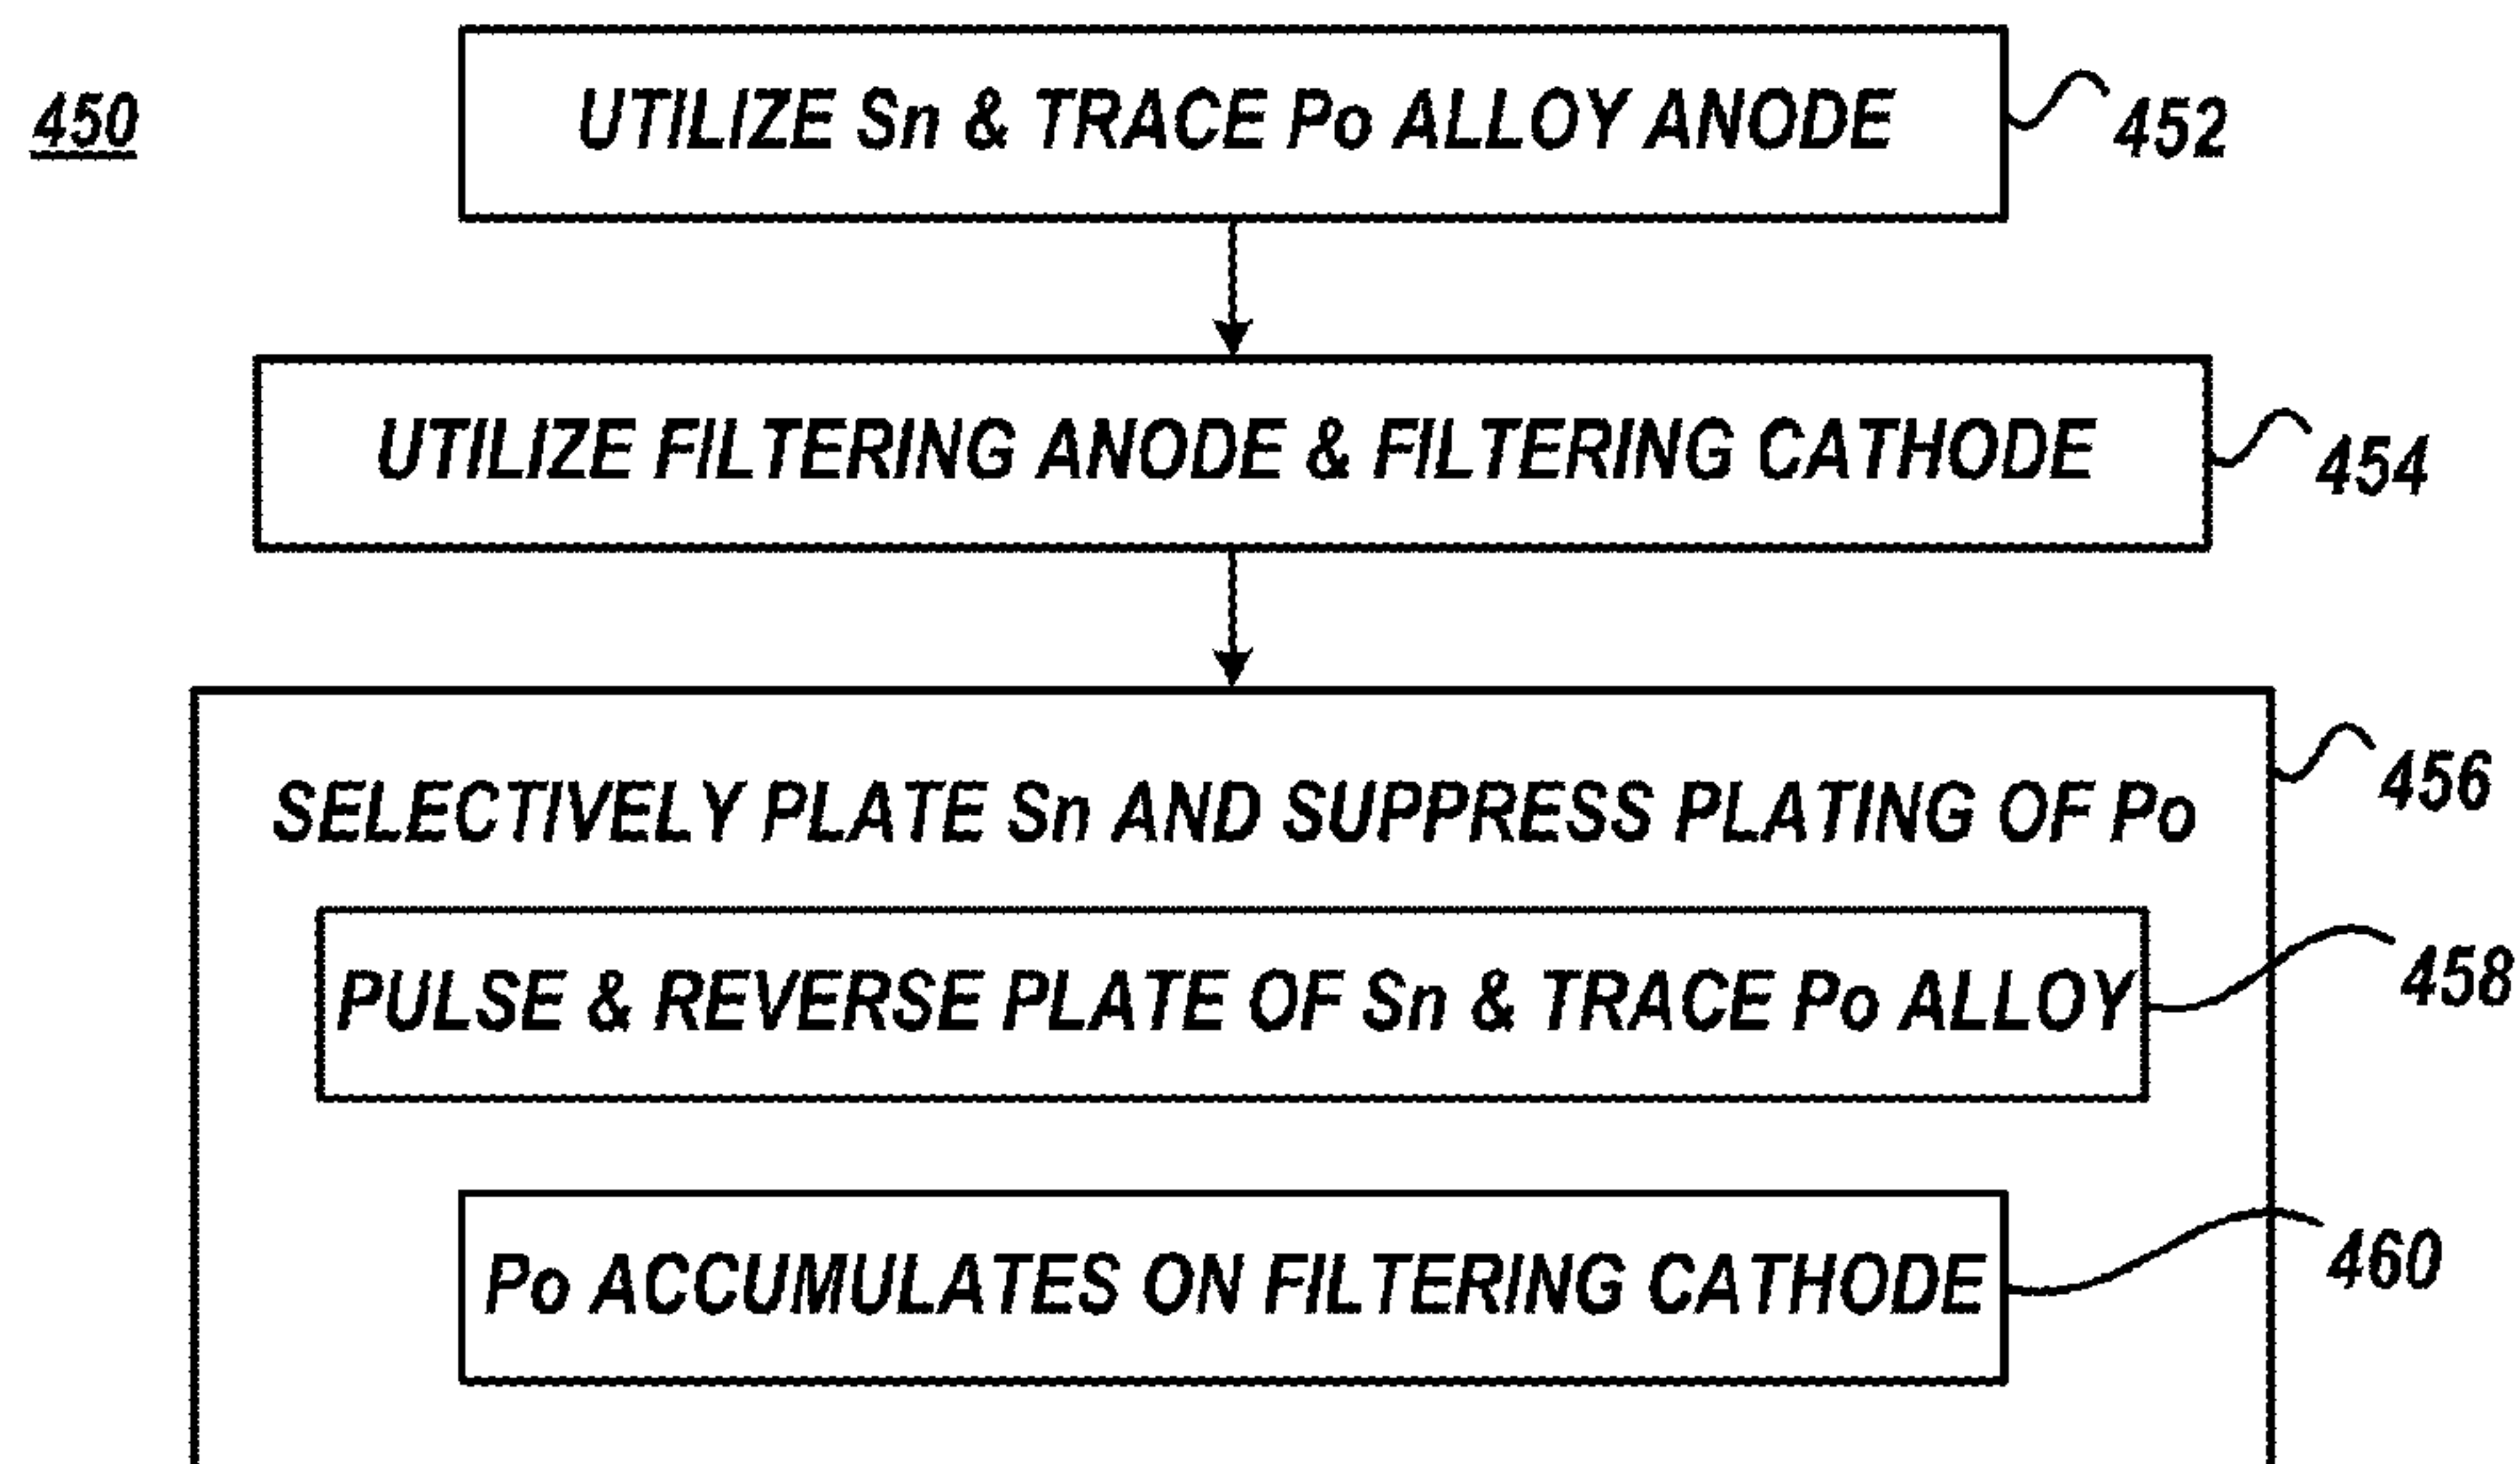 450
UTILIZE Sn & TRACE Po ALLOY ANODE
452
UTILIZE FILTERING ANODE & FILTERING CATHODE
454
SELECTIVELY PLATE Sn AND SUPPRESS PLATING OF Po
456
PULSE & REVERSE PLATE OF Sn & TRACE Po ALLOY
458
Po ACCUMULATES ON FILTERING CATHODE
460